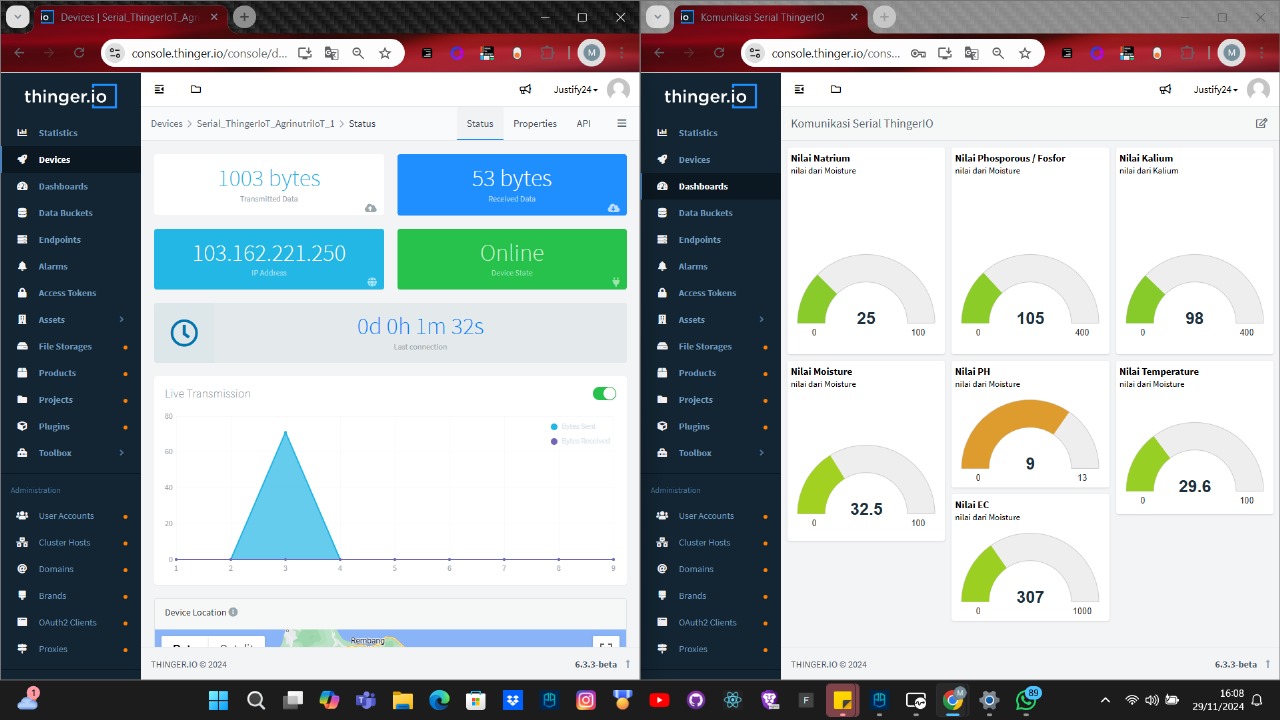 Devices | Serial_ThingerIoT_Agri
console.thinger.io/console/d...
M
thinger.io
Justify24
Statistics
Devices
Dashboards
Data Buckets
Endpoints
Alarms
Access Tokens
Assets
File Storages
Products
Projects
Plugins
Toolbox
Administration
User Accounts
Cluster Hosts
Domains
Brands
OAuth2 Clients
Proxies
Devices > Serial_ThingerIoT_AgrinutriIoT_1 > Status
Status Properties API
1003 bytes
Transmitted Data
53 bytes
Received Data
103.162.221.250
IP Address
Online
Device State
0d 0h 1m 32s
Last connection
Live Transmission
80
60
40
20
0
1 2 3 4 5 6 7 8 9
Bytes Sent
Bytes Received
Device Location
Rembang
THINGER.IO © 2024
6.3.3-beta
Komunikasi Serial ThingerIO
console.thinger.io/cons...
M
thinger.io
Justify24
Statistics
Devices
Dashboards
Data Buckets
Endpoints
Alarms
Access Tokens
Assets
File Storages
Products
Projects
Plugins
Toolbox
Administration
User Accounts
Cluster Hosts
Domains
Brands
OAuth2 Clients
Proxies
Komunikasi Serial ThingerIO
Nilai Natrium
nilai dari Moisture
25
0 100
Nilai Phosporous / Fosfor
nilai dari Moisture
105
0 400
Nilai Kalium
nilai dari Kalium
98
0 400
Nilai Moisture
nilai dari Moisture
32.5
0 100
Nilai PH
nilai dari Moisture
9
0 13
Nilai Temperature
nilai dari Moisture
29.6
0 100
Nilai EC
nilai dari Moisture
307
0 1000
THINGER.IO © 2024
6.3.3-beta
1
F
M
89
16:08
29/11/2024